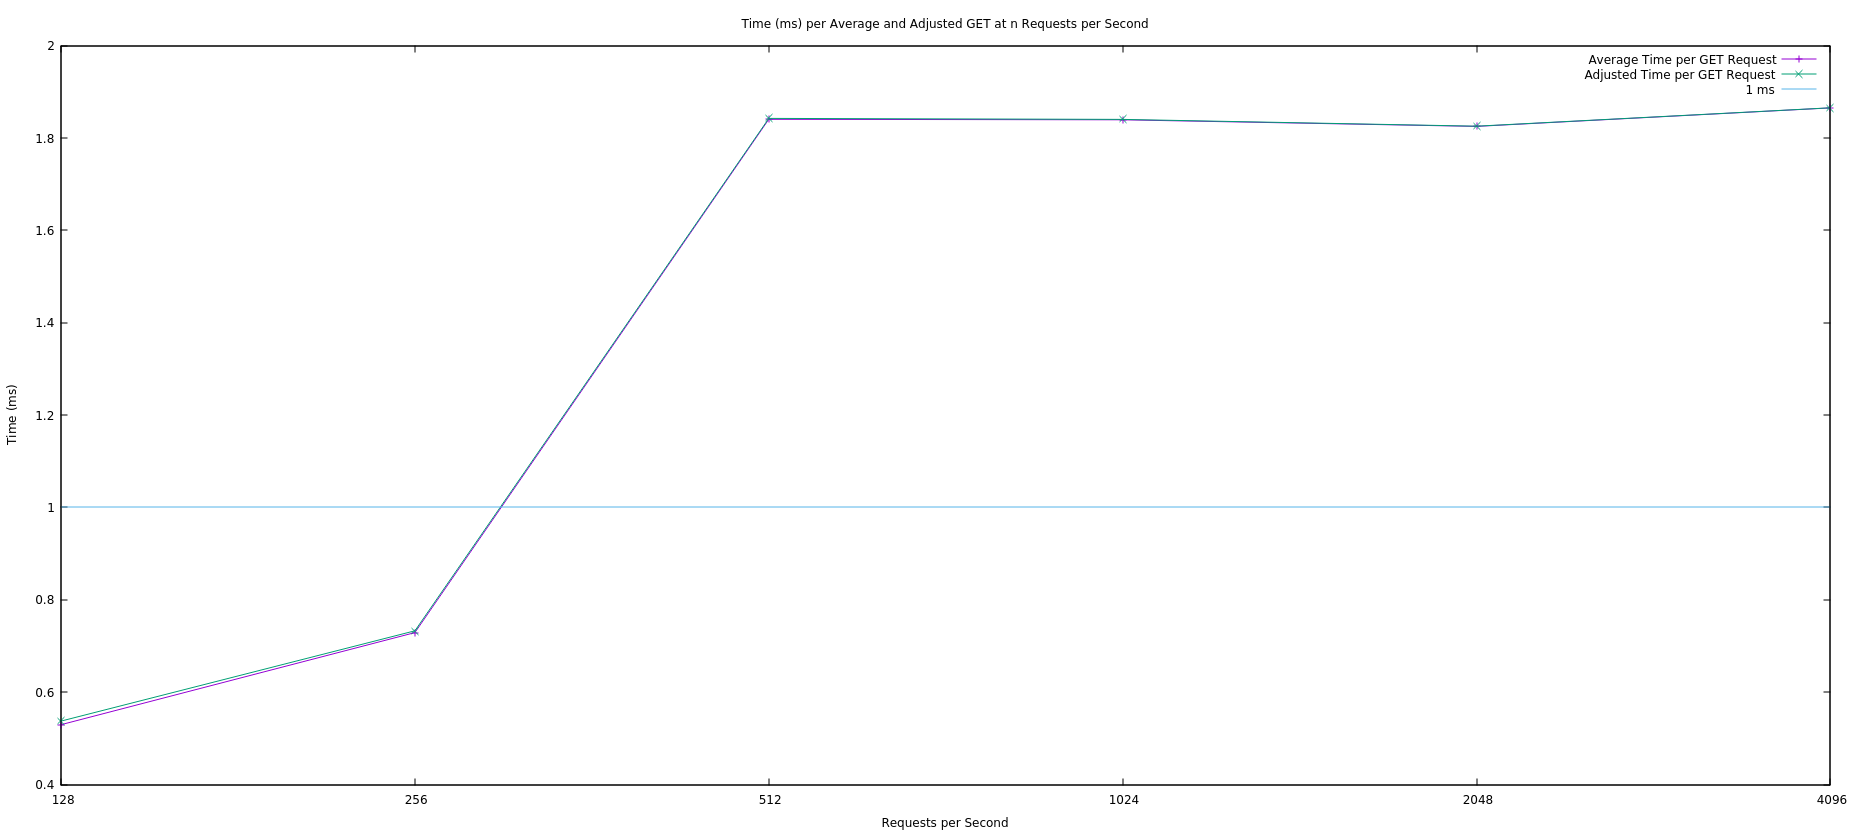 Time (ms) per Average and Adjusted GET at n Requests per Second
Average Time per GET Request
Adjusted Time per GET Request
1 ms
2
1.8
1.6
1.4
1.2
1
0.8
0.6
0.4
Time (ms)
128 256 512 1024 2048 4096
Requests per Second